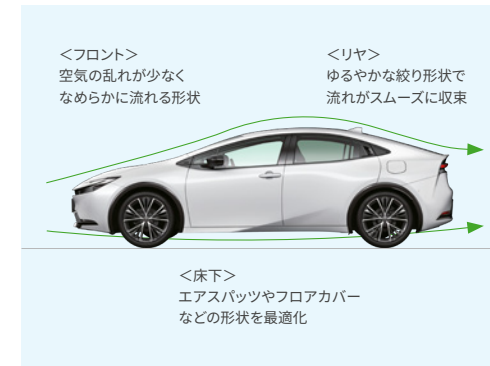 ＜フロント＞
空気の乱れが少なく
なめらかに流れる形状
＜リヤ＞
ゆるやかな絞り形状で
流れがスムーズに収束
＜床下＞
エアスパッツやフロアカバー
などの形状を最適化